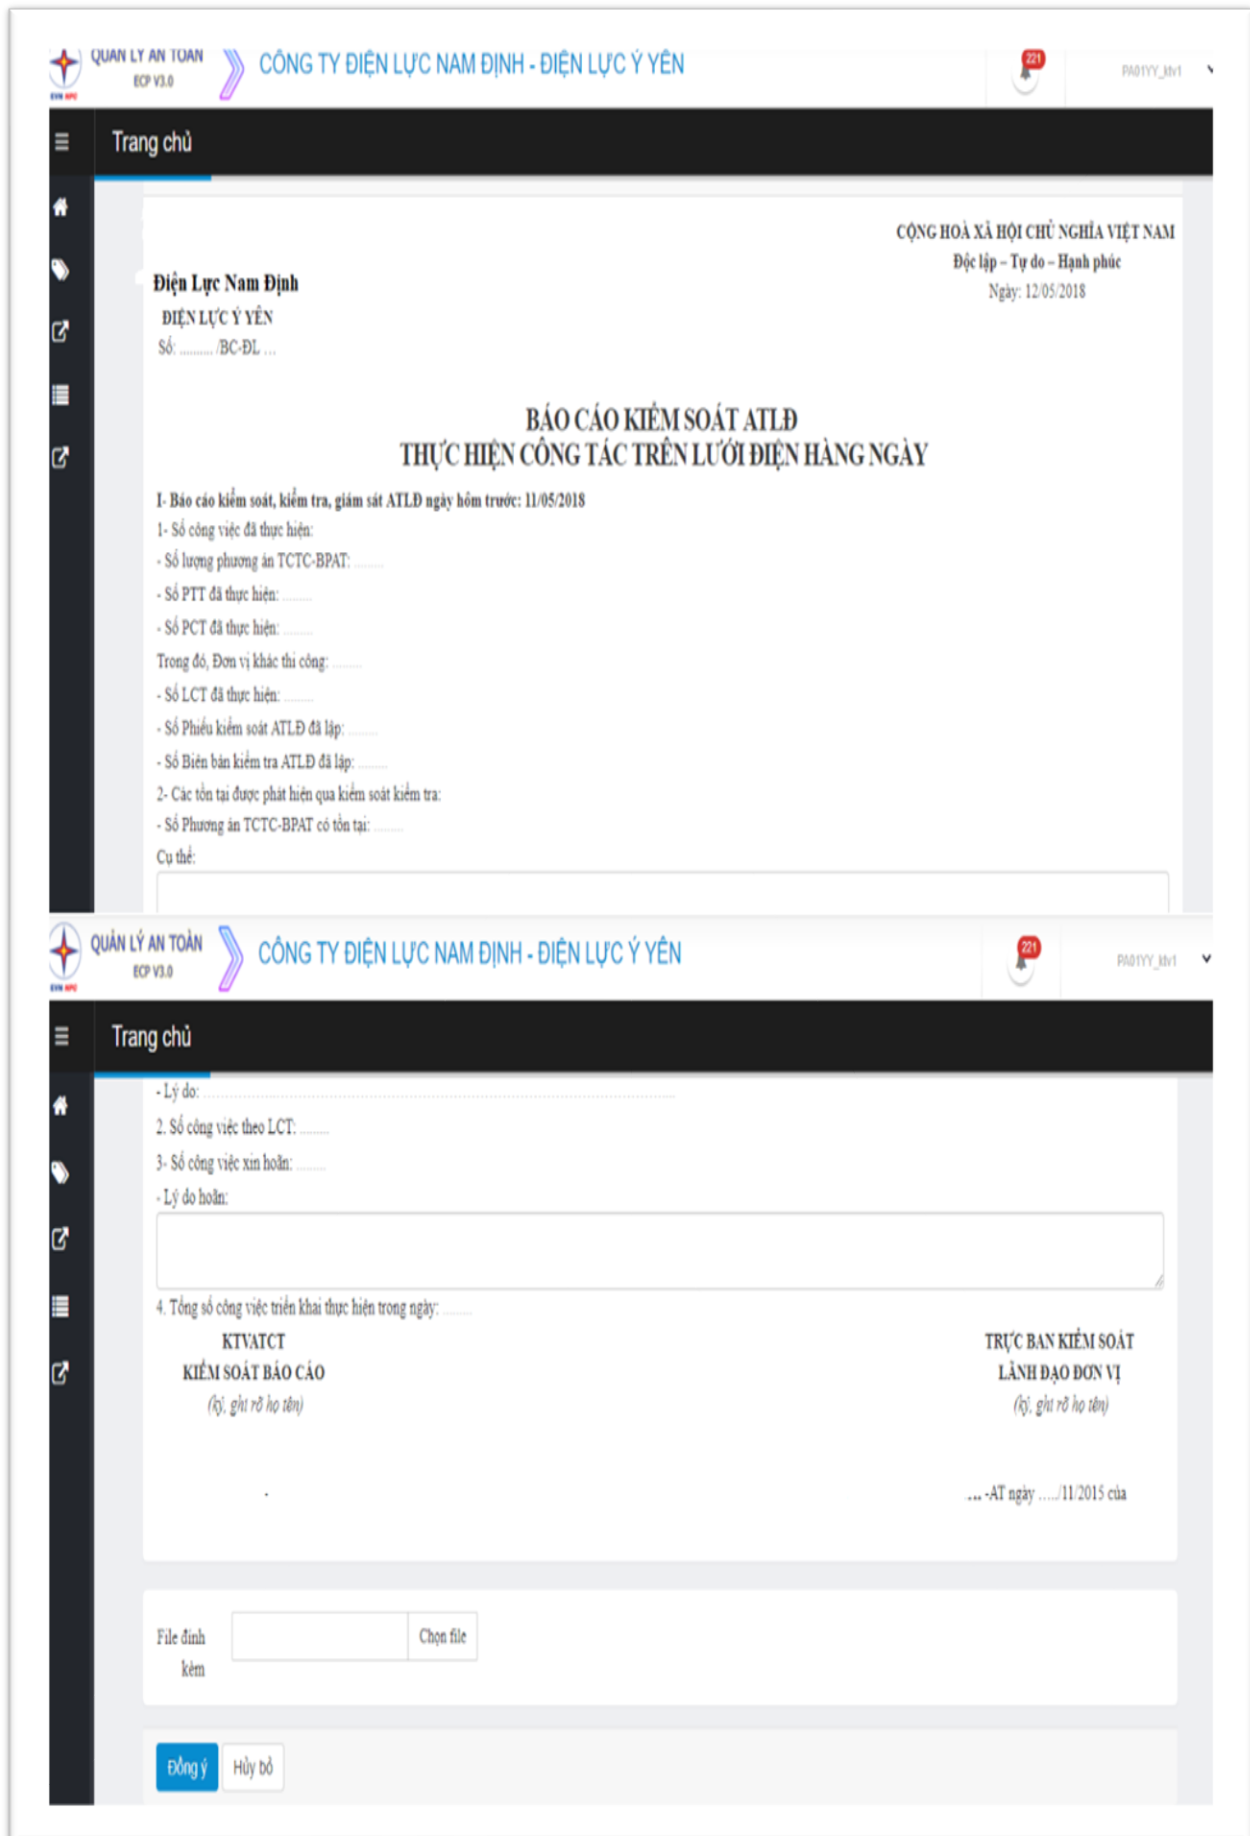 QUẢN LÝ AN TOÀN
ECP V3.0
EVN NPC
CÔNG TY ĐIỆN LỰC NAM ĐỊNH - ĐIỆN LỰC Ý YÊN
221
PA01YY_ktv1
Trang chủ
CỘNG HOÀ XÃ HỘI CHỦ NGHĨA VIỆT NAM
Độc lập – Tự do – Hạnh phúc
Ngày: 12/05/2018
Điện Lực Nam Định
ĐIỆN LỰC Ý YÊN
Số: .......... /BC-ĐL ...
BÁO CÁO KIỂM SOÁT ATLĐ
THỰC HIỆN CÔNG TÁC TRÊN LƯỚI ĐIỆN HÀNG NGÀY
I- Báo cáo kiểm soát, kiểm tra, giám sát ATLĐ ngày hôm trước: 11/05/2018
1- Số công việc đã thực hiện:
- Số lượng phương án TCTC-BPAT: ..........
- Số PTT đã thực hiện: ..........
- Số PCT đã thực hiện: ..........
Trong đó, Đơn vị khác thi công: ..........
- Số LCT đã thực hiện: ..........
- Số Phiếu kiểm soát ATLĐ đã lập: ..........
- Số Biên bản kiểm tra ATLĐ đã lập: ..........
2- Các tồn tại được phát hiện qua kiểm soát kiểm tra:
- Số Phương án TCTC-BPAT có tồn tại: ..........
Cụ thể:
QUẢN LÝ AN TOÀN
ECP V3.0
EVN NPC
CÔNG TY ĐIỆN LỰC NAM ĐỊNH - ĐIỆN LỰC Ý YÊN
221
PA01YY_ktv1
Trang chủ
- Lý do: ..........
2. Số công việc theo LCT: ..........
3- Số công việc xin hoãn: ..........
- Lý do hoãn:
4. Tổng số công việc triển khai thực hiện trong ngày: ..........
KTVATCT
KIỂM SOÁT BÁO CÁO
(ký, ghi rõ họ tên)
-
TRỰC BAN KIỂM SOÁT
LÃNH ĐẠO ĐƠN VỊ
(ký, ghi rõ họ tên)
.... -AT ngày ...../11/2015 của
File đính
kèm
Chọn file
Đồng ý
Hủy bỏ